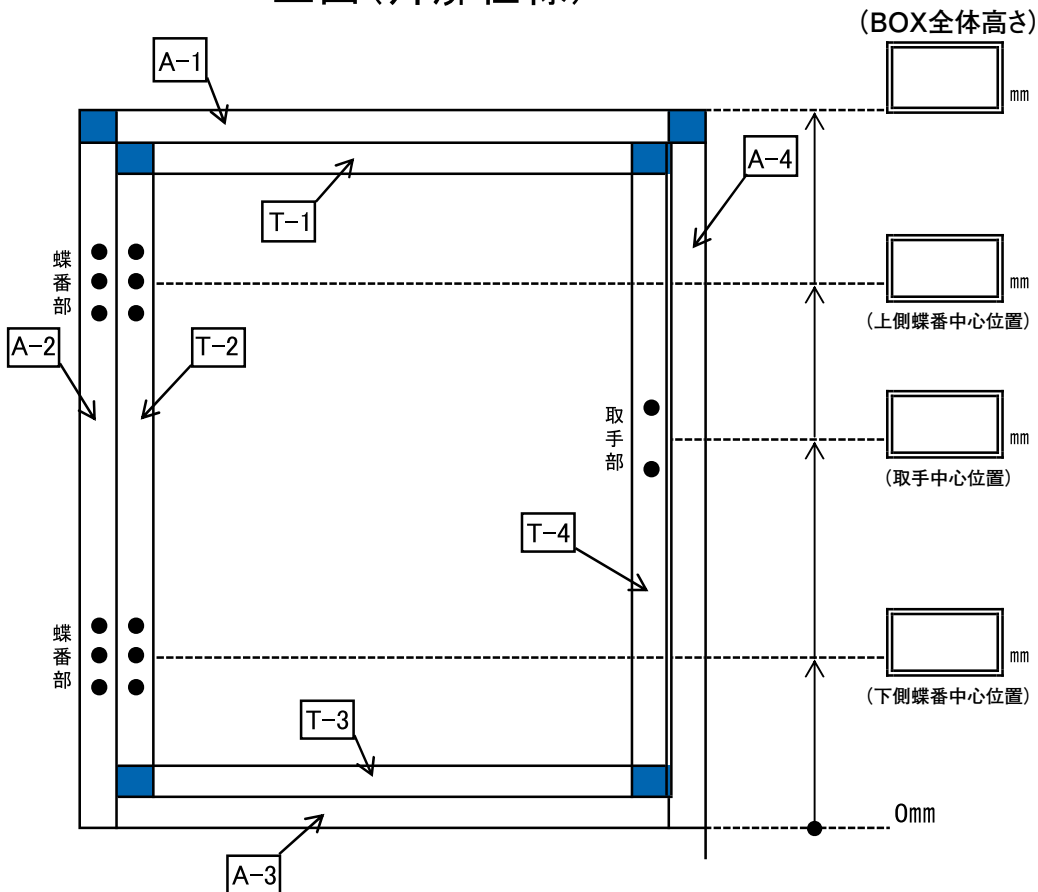 (BOX全体高さ)
A-1
mm
A-4
T-1
蝶番部
mm
(上側蝶番中心位置)
A-2
T-2
取手部
mm
(取手中心位置)
T-4
蝶番部
mm
(下側蝶番中心位置)
T-3
0mm
A-3